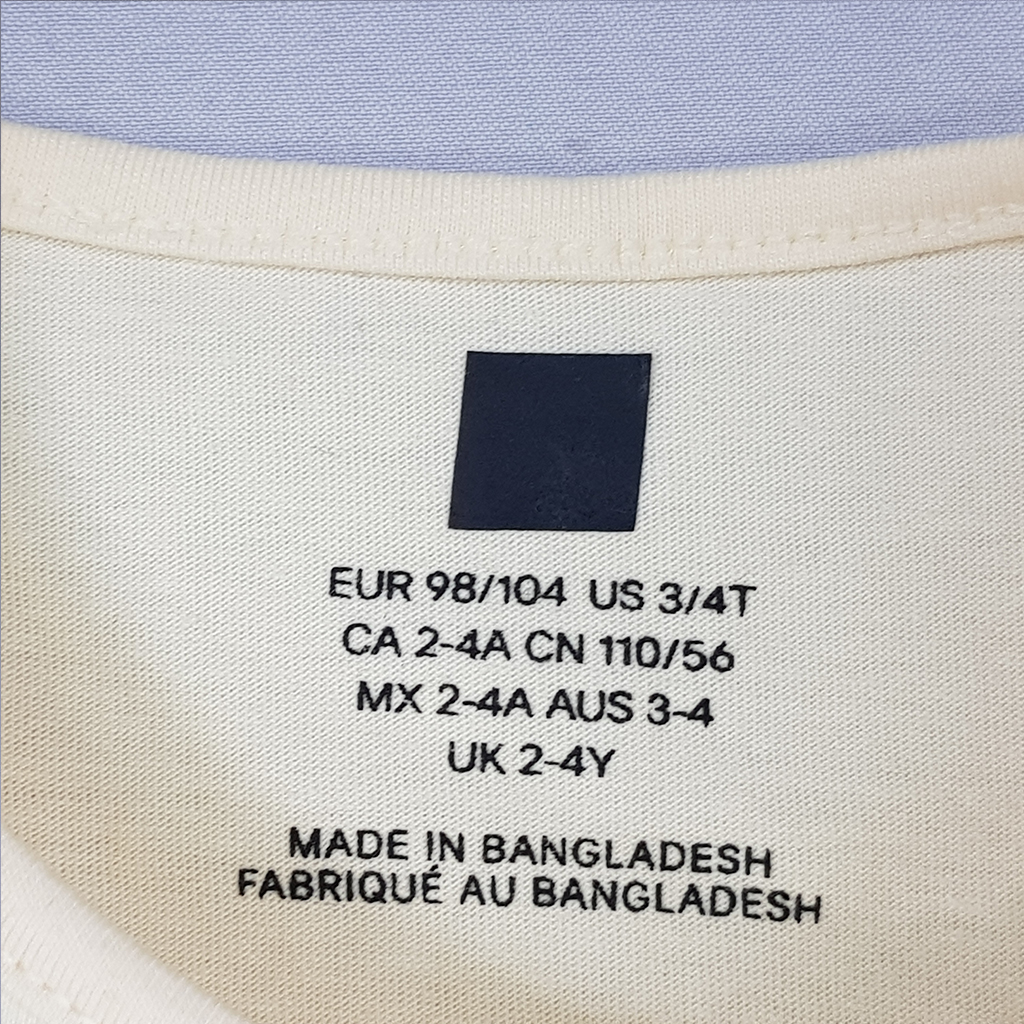 EUR 98/104 US 3/4T
CA 2-4A CN 110/56
MX 2-4A AUS 3-4
UK 2-4Y
MADE IN BANGLADESH
FABRIQUÉ AU BANGLADESH